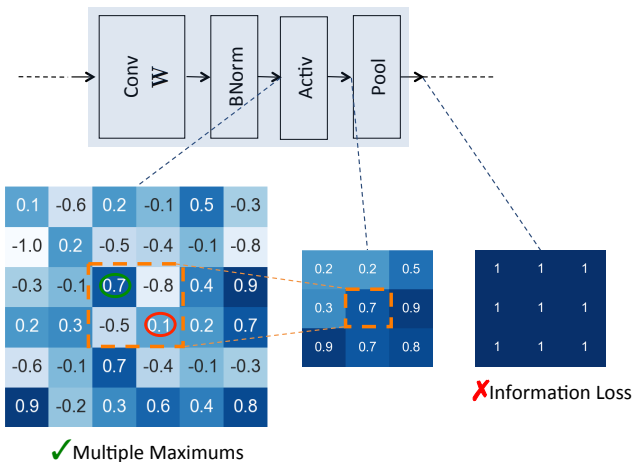 Conv W BNorm Activ Pool
0.1 -0.6 0.2 -0.1 0.5 -0.3
-1.0 0.2 -0.5 -0.4 -0.1 -0.8
-0.3 -0.1 0.7 -0.8 0.4 0.9
0.2 0.3 -0.5 0.1 0.2 0.7
-0.6 -0.1 0.7 -0.4 -0.1 -0.3
0.9 -0.2 0.3 0.6 0.4 0.8
✓Multiple Maximums
0.2 0.2 0.5
0.3 0.7 0.9
0.9 0.7 0.8
1 1 1
1 1 1
1 1 1
✗Information Loss